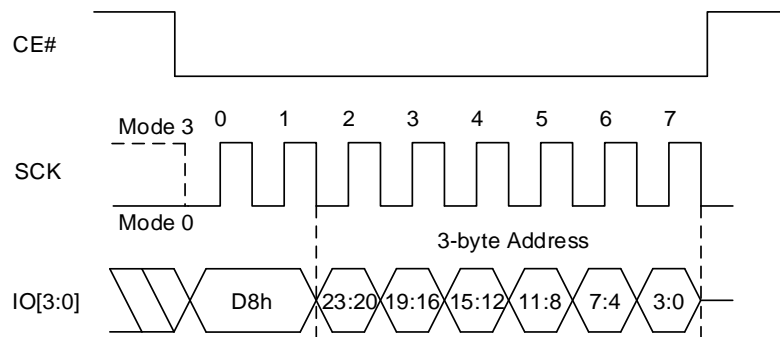 CE#
Mode 3
0 1 2 3 4 5 6 7
SCK
Mode 0
3-byte Address
IO[3:0]
D8h 23:20 19:16 15:12 11:8 7:4 3:0